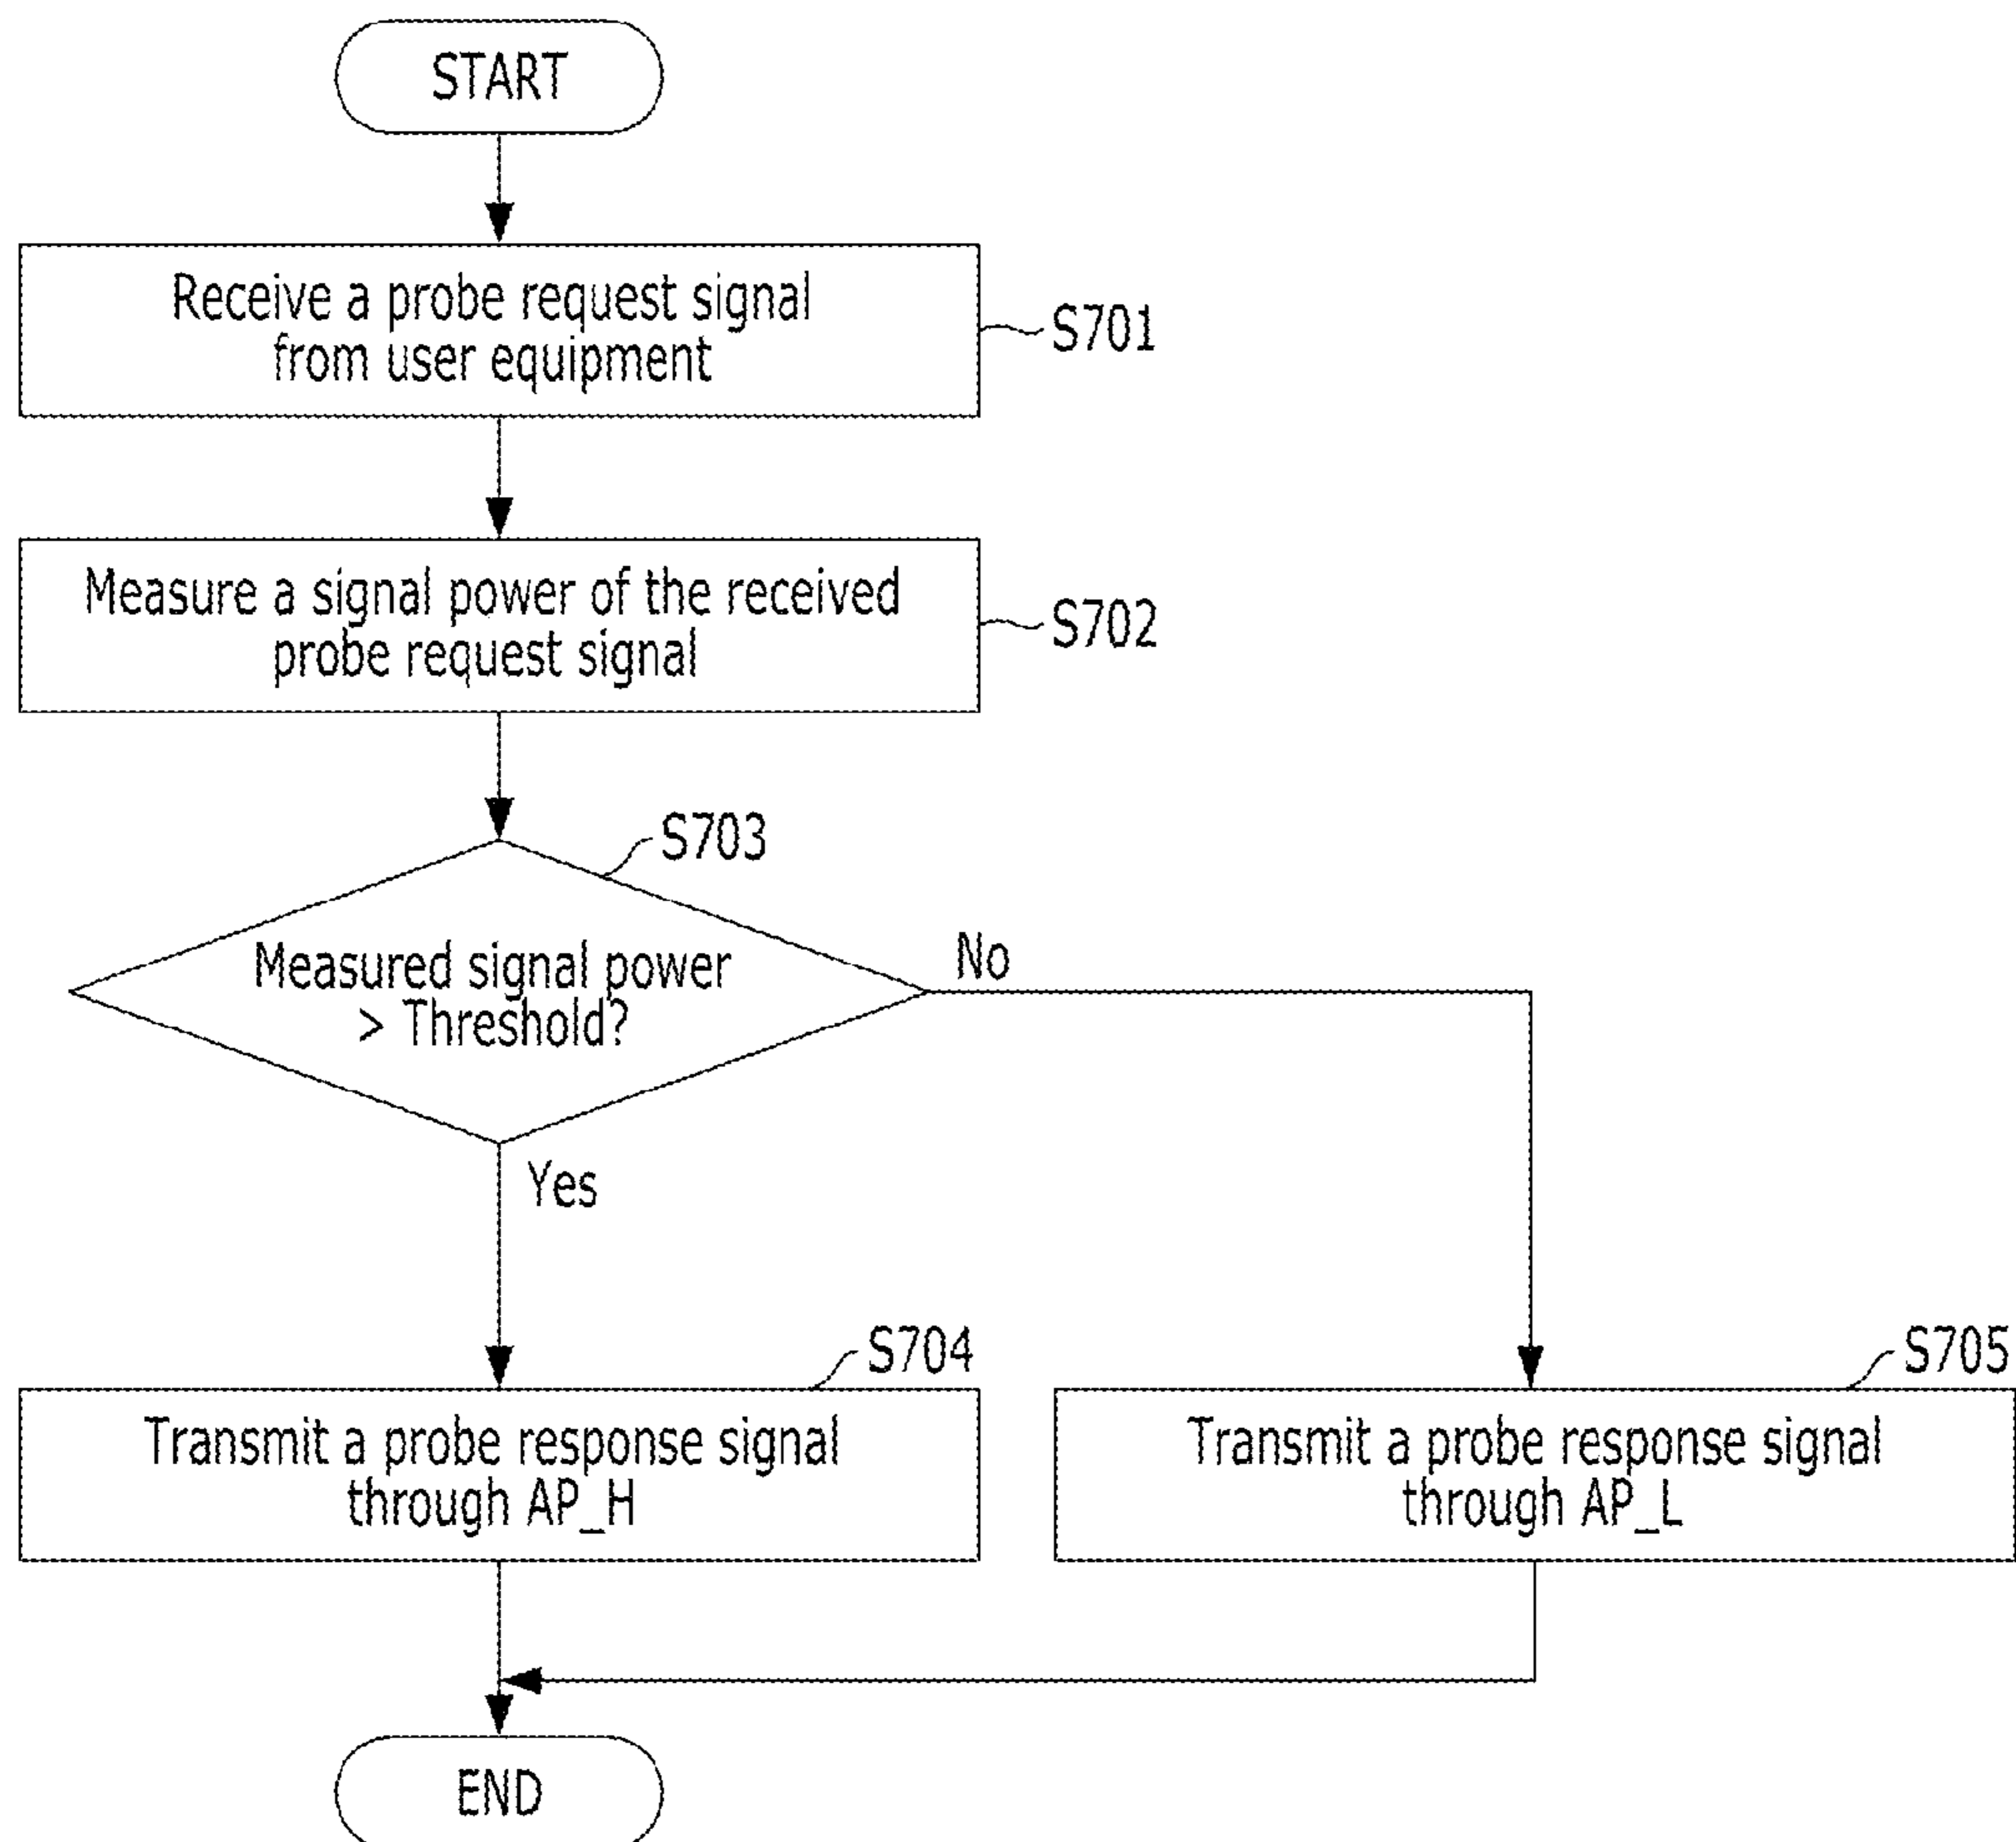 START
Receive a probe request signal
from user equipment
S701
Measure a signal power of the received
probe request signal
S702
S703
Measured signal power
> Threshold?
No
Yes
S704
Transmit a probe response signal
through AP_H
S705
Transmit a probe response signal
through AP_L
END